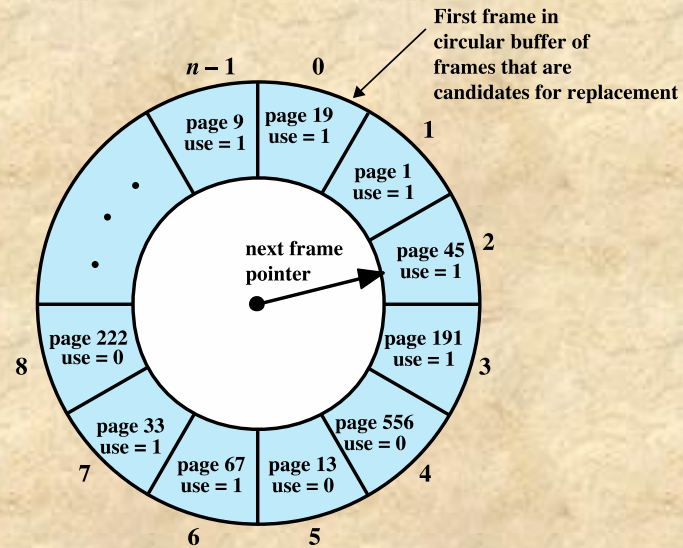 First frame in
circular buffer of
frames that are
candidates for replacement
n – 1
0
page 9
use = 1
page 19
use = 1
1
page 1
use = 1
2
page 45
use = 1
next frame
pointer
page 191
use = 1
3
page 222
use = 0
8
page 556
use = 0
4
page 33
use = 1
7
page 67
use = 1
6
page 13
use = 0
5